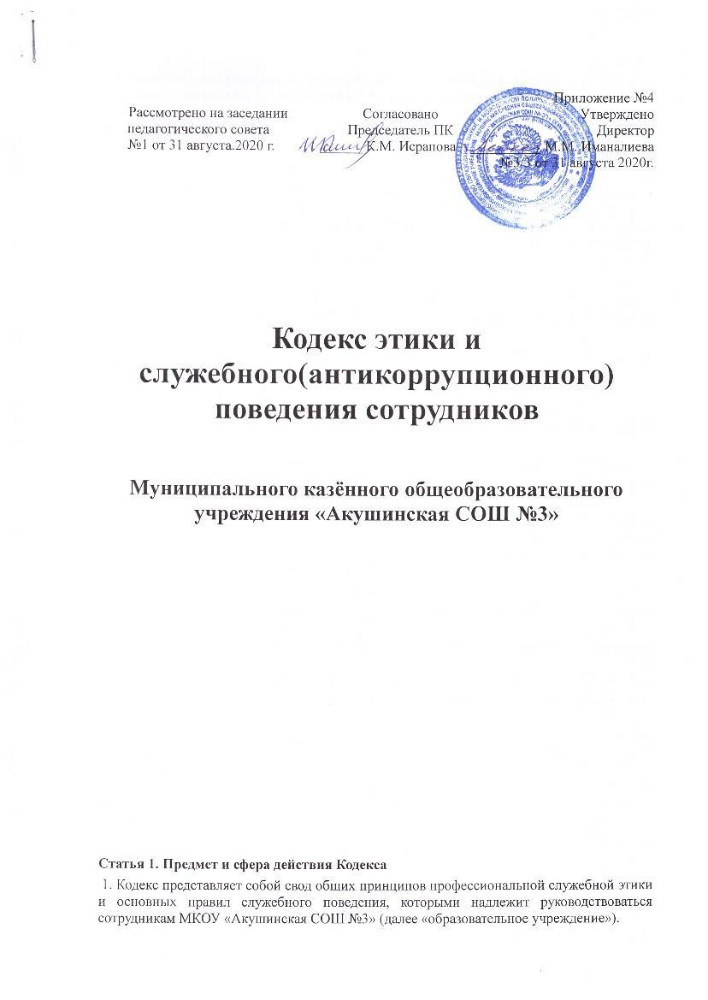 Приложение №4
Рассмотрено на заседании Согласовано Утверждено
педагогического совета Председатель ПК Директор
№1 от 31 августа.2020 г. К.М. Исрапова М.М. Иманалиева
№3/3 от 31 августа 2020г.
Кодекс этики и
служебного(антикоррупционного)
поведения сотрудников
Муниципального казённого общеобразовательного
учреждения «Акушинская СОШ №3»
Статья 1. Предмет и сфера действия Кодекса
1. Кодекс представляет собой свод общих принципов профессиональной служебной этики
и основных правил служебного поведения, которыми надлежит руководствоваться
сотрудникам МКОУ «Акушинская СОШ №3» (далее «образовательное учреждение»).